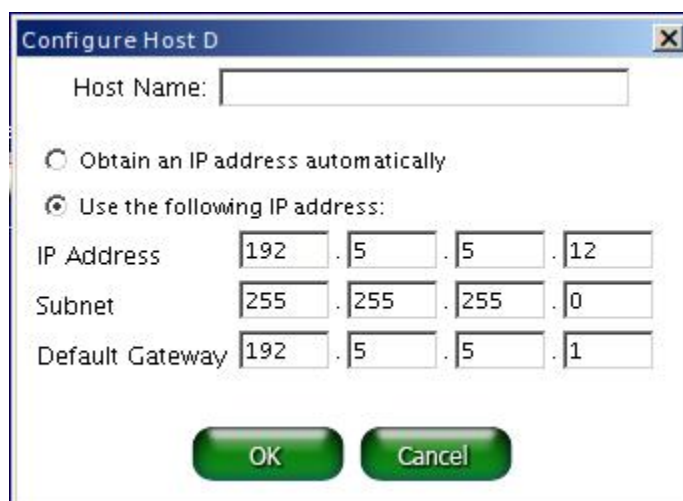 Configure Host D
Host Name:
Obtain an IP address automatically
Use the following IP address:
IP Address 192 . 5 . 5 . 12
Subnet 255 . 255 . 255 . 0
Default Gateway 192 . 5 . 5 . 1
OK Cancel